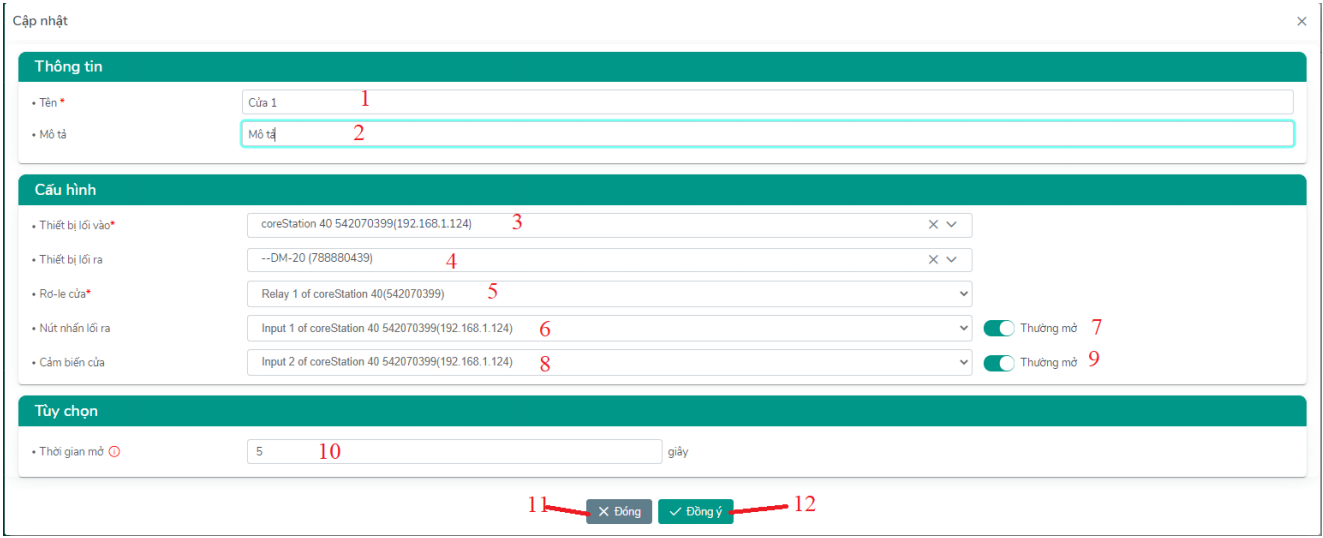 Cập nhật
Thông tin
• Tên * Cửa 1 1
• Mô tả Mô tả 2
Cấu hình
• Thiết bị lối vào* coreStation 40 542070399(192.168.1.124) 3
• Thiết bị lối ra --DM-20 (788880439) 4
• Rơ-le cửa* Relay 1 of coreStation 40(542070399) 5
• Nút nhấn lối ra Input 1 of coreStation 40 542070399(192.168.1.124) 6 Thường mở 7
• Cảm biến cửa Input 2 of coreStation 40 542070399(192.168.1.124) 8 Thường mở 9
Tùy chọn
• Thời gian mở 5 10 giây
11 Đóng Đồng ý 12